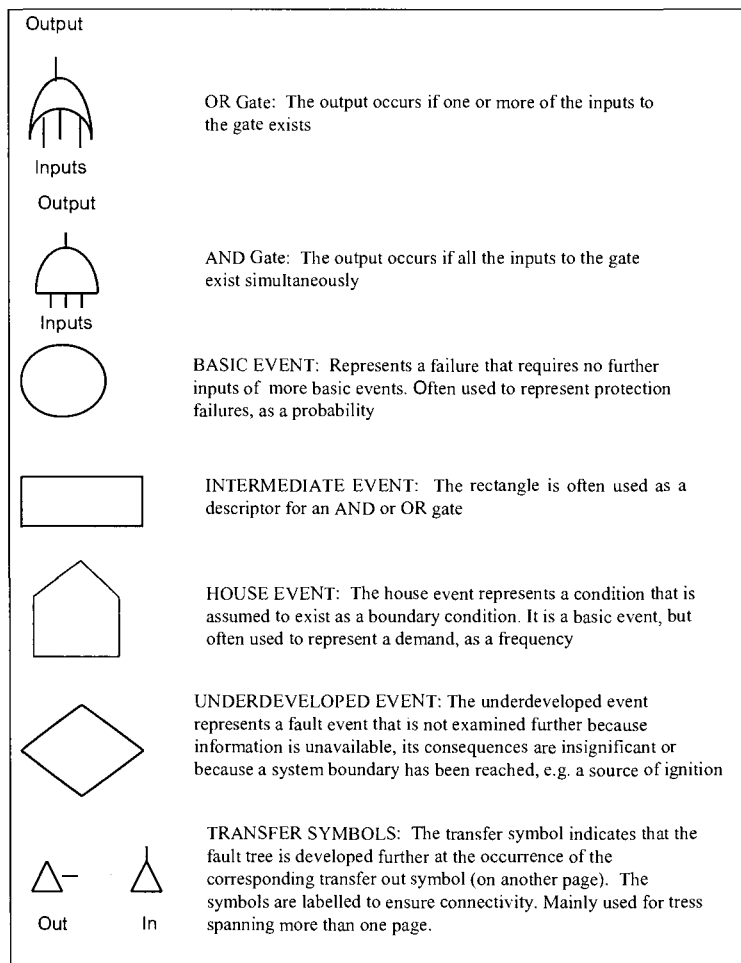 Output
OR Gate: The output occurs if one or more of the inputs to
the gate exists
Inputs
Output
AND Gate: The output occurs if all the inputs to the gate
exist simultaneously
Inputs
BASIC EVENT: Represents a failure that requires no further
inputs of more basic events. Often used to represent protection
failures, as a probability
INTERMEDIATE EVENT: The rectangle is often used as a
descriptor for an AND or OR gate
HOUSE EVENT: The house event represents a condition that is
assumed to exist as a boundary condition. It is a basic event, but
often used to represent a demand, as a frequency
UNDERDEVELOPED EVENT: The underdeveloped event
represents a fault event that is not examined further because
information is unavailable, its consequences are insignificant or
because a system boundary has been reached, e.g. a source of ignition
TRANSFER SYMBOLS: The transfer symbol indicates that the
fault tree is developed further at the occurrence of the
corresponding transfer out symbol (on another page). The
symbols are labelled to ensure connectivity. Mainly used for tress
spanning more than one page.
Out In